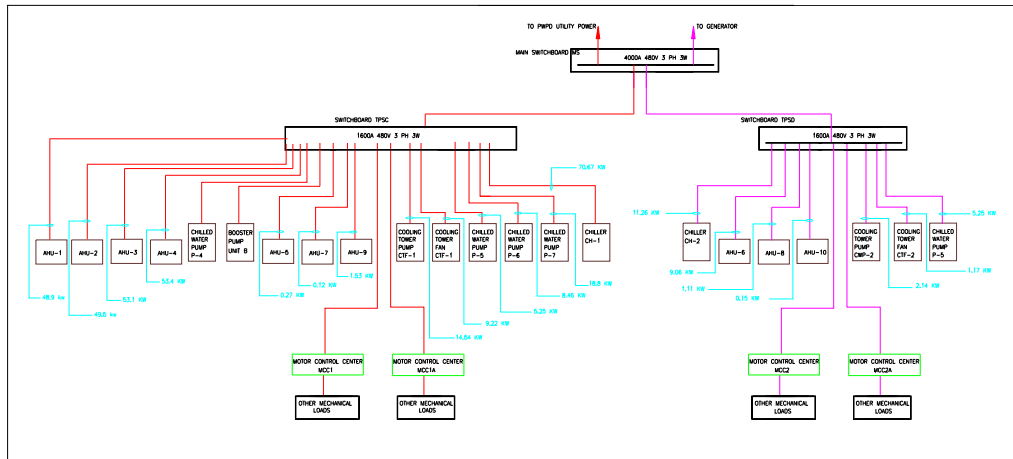 TO PWPD UTILITY POWER
TO GENERATOR
MAIN SWITCHBOARD MS
4000A 480V 3 PH 3W
SWITCHBOARD TPSC
1600A 480V 3 PH 3W
SWITCHBOARD TPSD
1600A 480V 3 PH 3W
70.67 KW
11.26 KW
5.25 KW
AHU-1
AHU-2
AHU-3
AHU-4
CHILLED
WATER
PUMP
P-4
BOOSTER
PUMP
UNIT B
AHU-5
AHU-7
AHU-9
COOLING
TOWER
PUMP
CTF-1
COOLING
TOWER
FAN
CTF-1
CHILLED
WATER
PUMP
P-5
CHILLED
WATER
PUMP
P-6
CHILLED
WATER
PUMP
P-7
CHILLER
CH-1
CHILLER
CH-2
AHU-6
AHU-8
AHU-10
COOLING
TOWER
PUMP
CWP-2
COOLING
TOWER
FAN
CTF-2
CHILLED
WATER
PUMP
P-5
48.9 kw
49.5 kw
53.1 kw
53.4 KW
0.27 KW
0.12 KW
1.53 KW
14.84 KW
9.22 KW
6.25 KW
8.46 KW
18.8 KW
9.06 KW
1.11 KW
0.15 KW
2.14 KW
1.17 KW
MOTOR CONTROL CENTER
MCC1
MOTOR CONTROL CENTER
MCC1A
MOTOR CONTROL CENTER
MCC2
MOTOR CONTROL CENTER
MCC2A
OTHER MECHANICAL
LOADS
OTHER MECHANICAL
LOADS
OTHER MECHANICAL
LOADS
OTHER MECHANICAL
LOADS